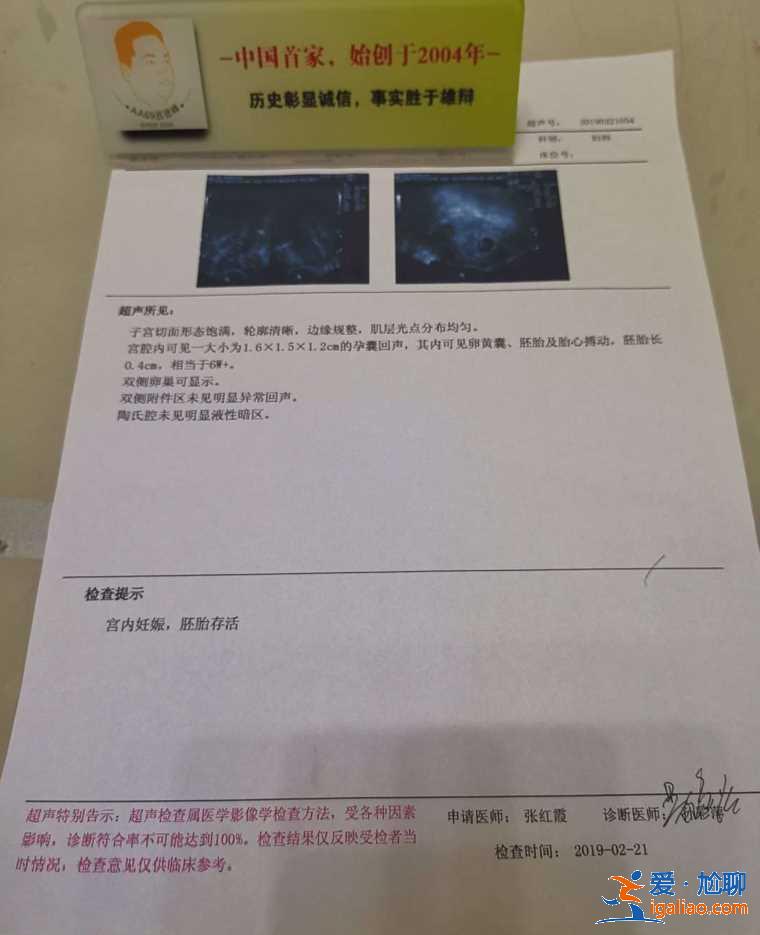 -中国首家，始创于2004年-
历史彰显诚信，事实胜于雄辩
超声号：
床位号：
超声所见：
子宫切面形态饱满，轮廓清晰，边缘规整，肌层光点分布均匀。
宫腔内可见一大小为1.6×1.5×1.2cm的孕囊回声，其内可见卵黄囊、胚胎及胎心搏动，胚胎长
0.4cm，相当于6W+。
双侧卵巢可显示。
双侧附件区未见明显异常回声。
陶氏腔未见明显液性暗区。
检查提示
宫内妊娠，胚胎存活
超声特别告示：超声检查属医学影像学检查方法，受各种因素
影响，诊断符合率不可能达到100%。检查结果仅反映受检者当
时情况，检查意见仅供临床参考。
申请医师： 张红霞 诊断医师：
检查时间： 2019-02-21
爱·尬聊
igaliao.com